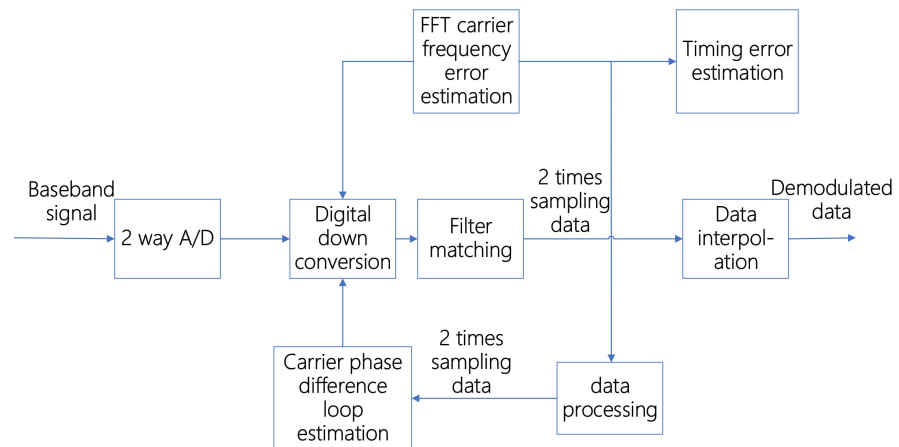 FFT carrier
frequency
error
estimation
Timing error
estimation
Baseband
signal
2 way A/D
Digital
down
conversion
Filter
matching
2 times
sampling
data
Data
interpol-
ation
Demodulated
data
Carrier phase
difference
loop
estimation
2 times
sampling
data
data
processing